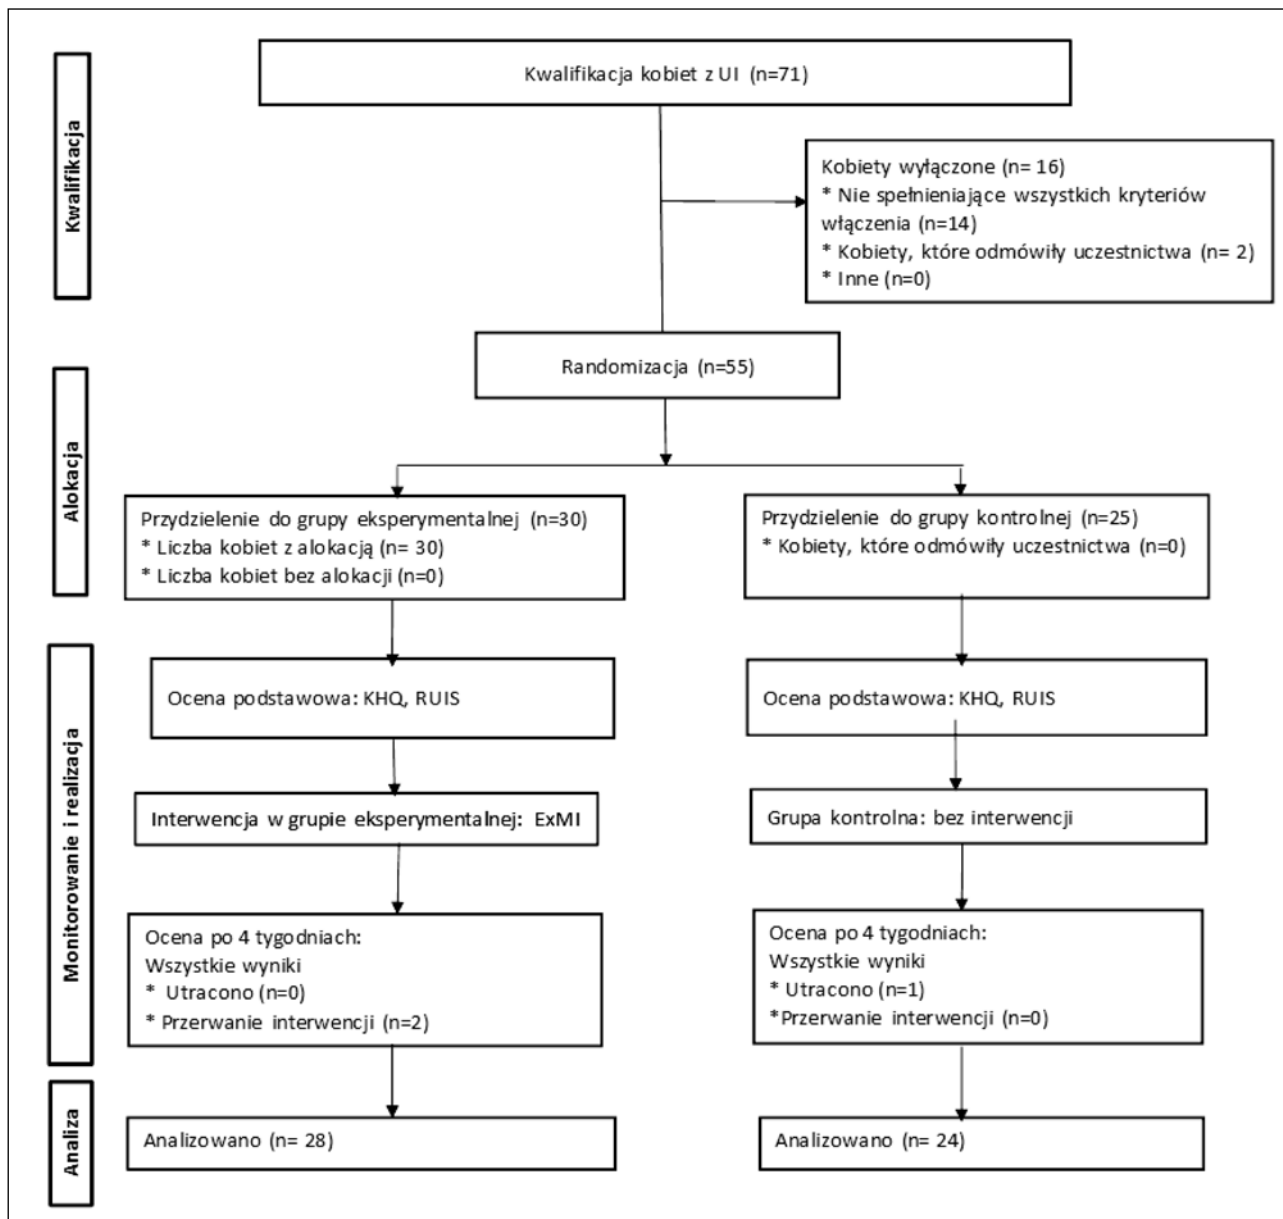 Kwalifikacja
Kwalifikacja kobiet z UI (n=71)
Kobiety wyłączone (n= 16)
* Nie spełnieniające wszystkich kryteriów
włączenia (n=14)
* Kobiety, które odmówiły uczestnictwa (n= 2)
* Inne (n=0)
Randomizacja (n=55)
Alokacja
Przydzielenie do grupy eksperymentalnej (n=30)
* Liczba kobiet z alokacją (n= 30)
* Liczba kobiet bez alokacji (n=0)
Przydzielenie do grupy kontrolnej (n=25)
* Kobiety, które odmówiły uczestnictwa (n=0)
Monitorowanie i realizacja
Ocena podstawowa: KHQ, RUIS
Ocena podstawowa: KHQ, RUIS
Interwencja w grupie eksperymentalnej: ExMI
Grupa kontrolna: bez interwencji
Ocena po 4 tygodniach:
Wszystkie wyniki
* Utracono (n=0)
* Przerwanie interwencji (n=2)
Ocena po 4 tygodniach:
Wszystkie wyniki
* Utracono (n=1)
*Przerwanie interwencji (n=0)
Analiza
Analizowano (n= 28)
Analizowano (n= 24)